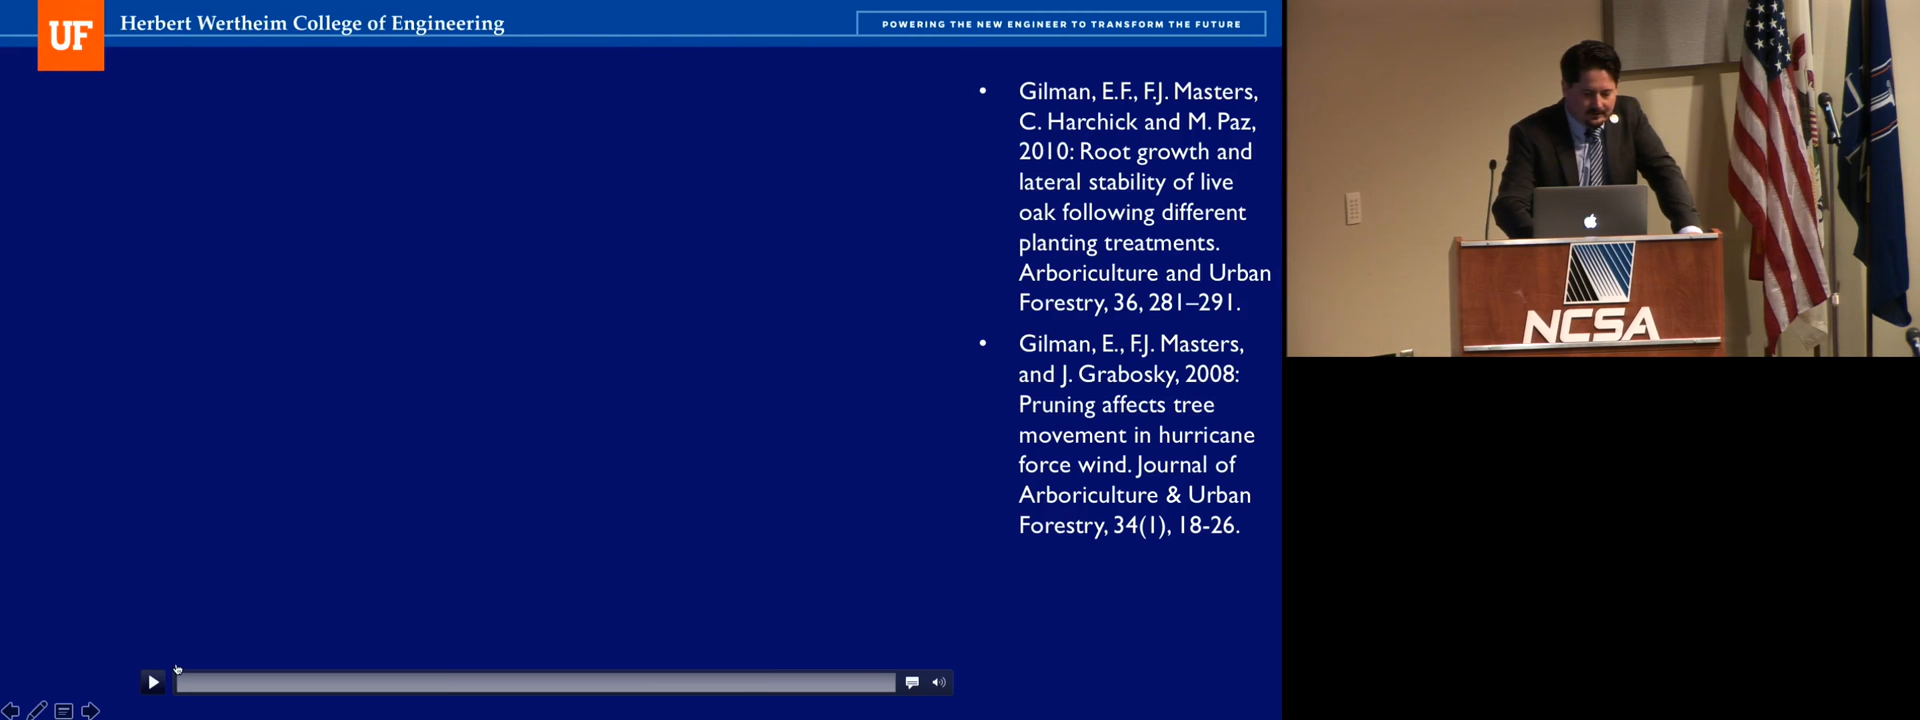 UF
Herbert Wertheim College of Engineering
POWERING THE NEW ENGINEER TO TRANSFORM THE FUTURE
• Gilman, E.F., F.J. Masters,
C. Harchick and M. Paz,
2010: Root growth and
lateral stability of live
oak following different
planting treatments.
Arboriculture and Urban
Forestry, 36, 281–291.
• Gilman, E., F.J. Masters,
and J. Grabosky, 2008:
Pruning affects tree
movement in hurricane
force wind. Journal of
Arboriculture & Urban
Forestry, 34(1), 18-26.
NCSA